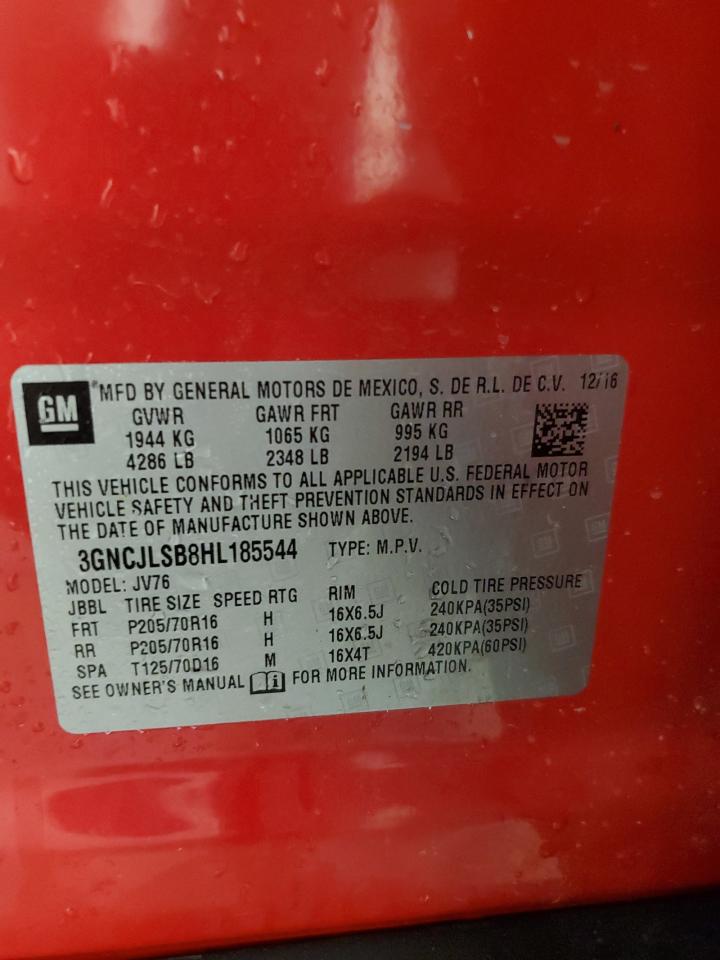 GM
*MFD BY GENERAL MOTORS DE MEXICO, S. DE R.L. DE C.V. 12/16
GVWR GAWR FRT GAWR RR
1944 KG 1065 KG 995 KG
4286 LB 2348 LB 2194 LB
THIS VEHICLE CONFORMS TO ALL APPLICABLE U.S. FEDERAL MOTOR
VEHICLE SAFETY AND THEFT PREVENTION STANDARDS IN EFFECT ON
THE DATE OF MANUFACTURE SHOWN ABOVE.
3GNCJLSB8HL185544 TYPE: M.P.V.
MODEL: JV76
JBBL TIRE SIZE SPEED RTG RIM COLD TIRE PRESSURE
FRT P205/70R16 H 16X6.5J 240KPA(35PSI)
RR P205/70R16 H 16X6.5J 240KPA(35PSI)
SPA T125/70D16 M 16X4T 420KPA(60PSI)
SEE OWNER'S MANUAL i FOR MORE INFORMATION.